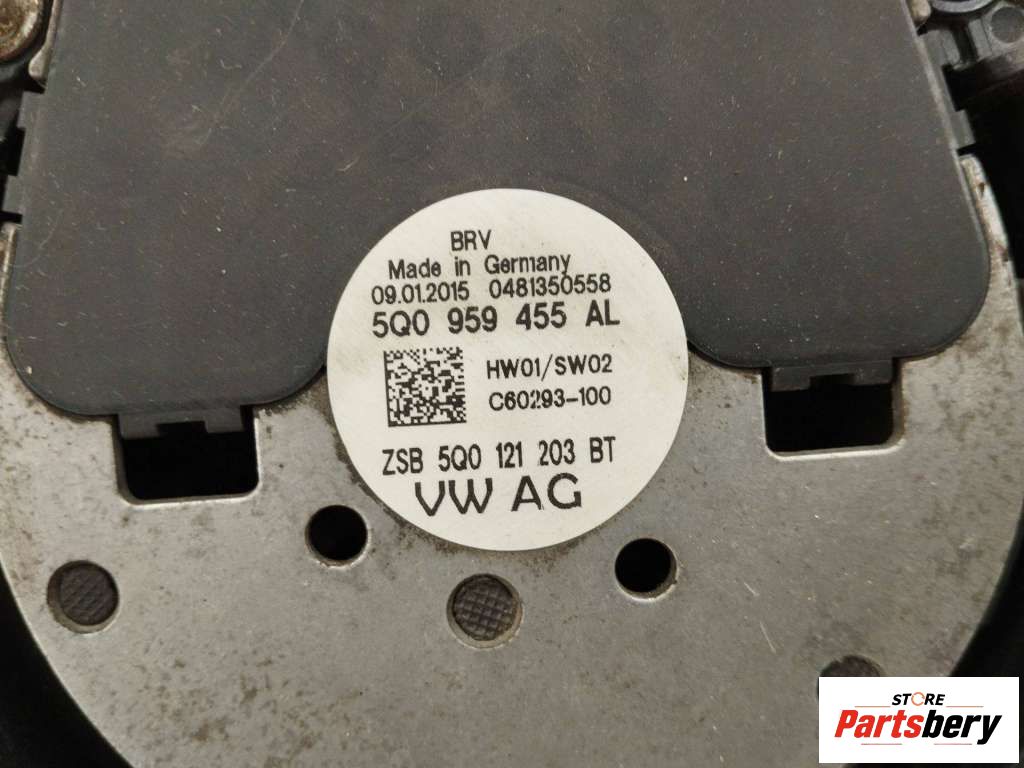 BRV
Made in Germany
09.01.2015 0481350558
5Q0 959 455 AL
HW01/SW02
C60293-100
ZSB 5Q0 121 203 BT
VW AG
STORE
Partsbery